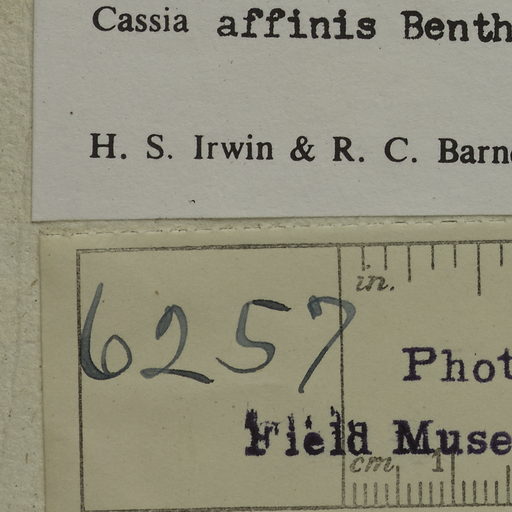 Cassia affinis Benth
H. S. Irwin & R. C. Barn
in.
6257
Phot
Field Muse
cm. 1